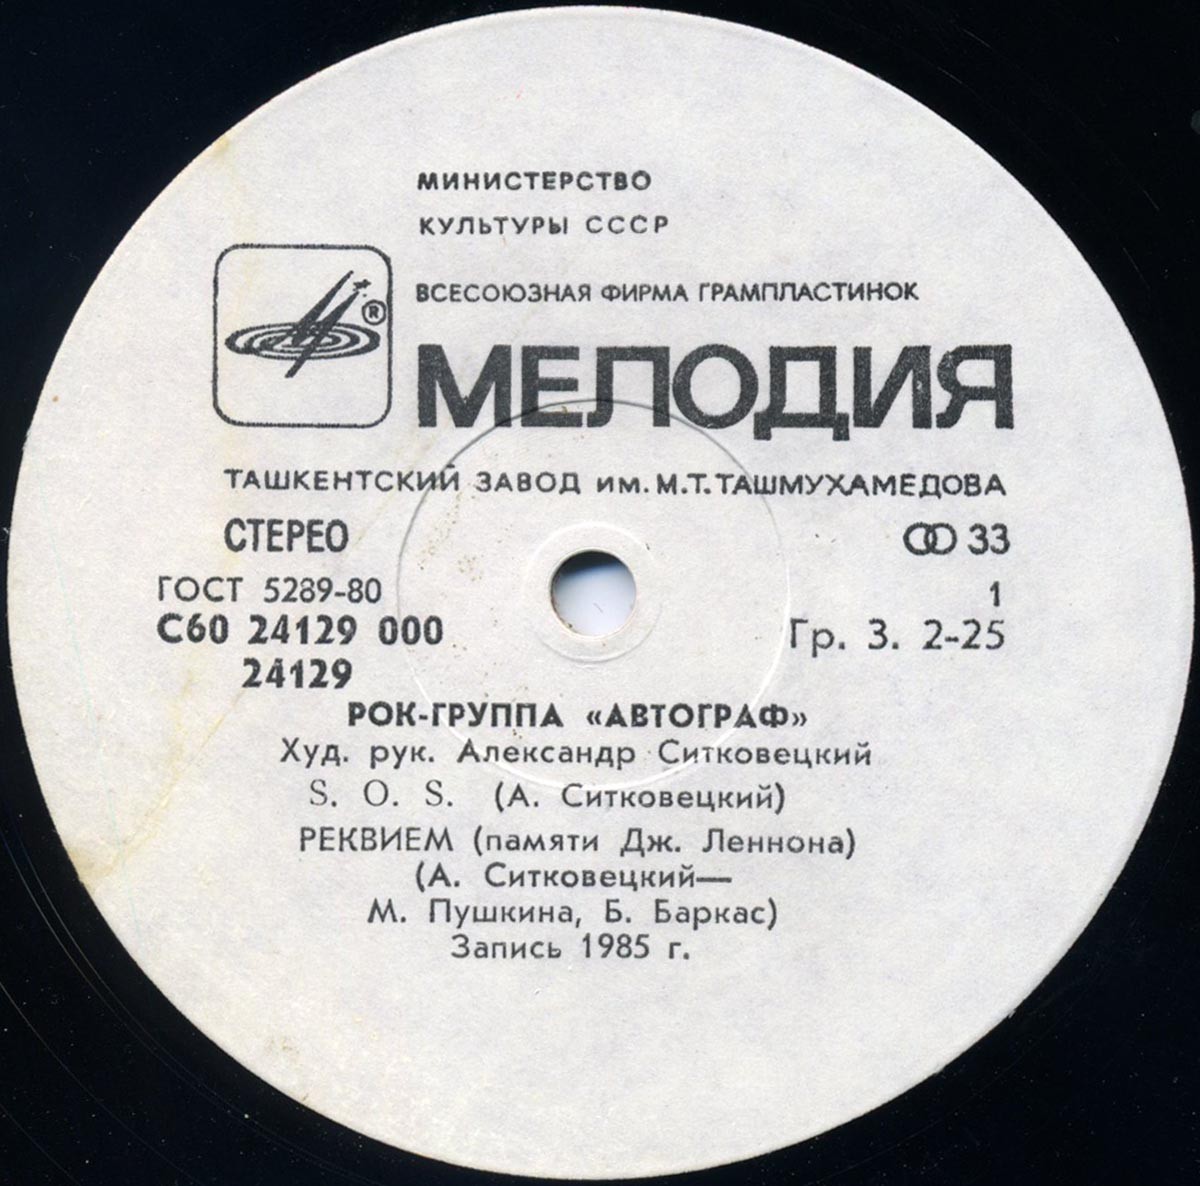 МИНИСТЕРСТВО
КУЛЬТУРЫ СССР
ВСЕСОЮЗНАЯ ФИРМА ГРАМПЛАСТИНОК
®
МЕЛОДИЯ
ТАШКЕНТСКИЙ ЗАВОД им. М.Т.ТАШМУХАМЕДОВА
СТЕРЕО 33
ГОСТ 5289-80 1
С60 24129 000 Гр. 3. 2-25
24129
РОК-ГРУППА «АВТОГРАФ»
Худ. рук. Александр Ситковецкий
S. O. S. (А. Ситковецкий)
РЕКВИЕМ (памяти Дж. Леннона)
(А. Ситковецкий—
М. Пушкина, Б. Баркас)
Запись 1985 г.